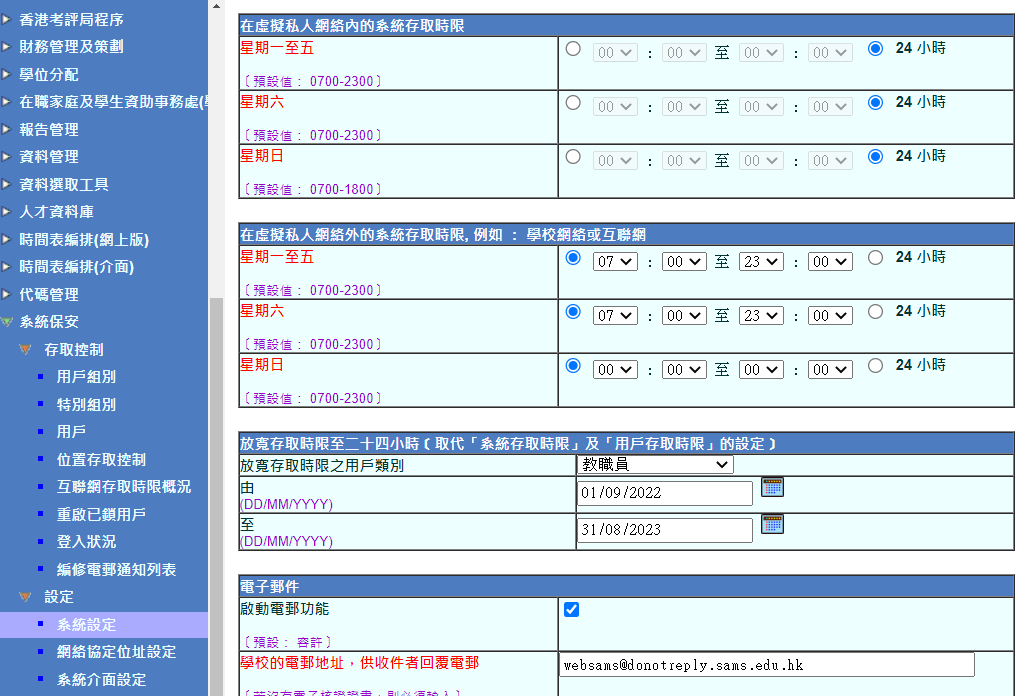 香港考評局程序
財務管理及策劃
學位分配
在職家庭及學生資助事務處(
報告管理
資料管理
資料選取工具
人才資料庫
時間表編排(網上版)
時間表編排(介面)
代碼管理
系統保安
存取控制
用戶組別
特別組別
用戶
位置存取控制
互聯網存取時限概況
重啟已鎖用戶
登入狀況
編修電郵通知列表
設定
系統設定
網絡協定位址設定
系統介面設定
在虛擬私人網絡內的系統存取時限
星期一至五 00 : 00 至 00 : 00 24 小時
〔預設值： 0700-2300〕
星期六 00 : 00 至 00 : 00 24 小時
〔預設值： 0700-2300〕
星期日 00 : 00 至 00 : 00 24 小時
〔預設值： 0700-1800〕
在虛擬私人網絡外的系統存取時限, 例如 ： 學校網絡或互聯網
星期一至五 07 : 00 至 23 : 00 24 小時
〔預設值： 0700-2300〕
星期六 07 : 00 至 23 : 00 24 小時
〔預設值： 0700-2300〕
星期日 00 : 00 至 00 : 00 24 小時
〔預設值： 0700-2300〕
放寬存取時限至二十四小時﹝取代「系統存取時限」及「用戶存取時限」的設定﹞
放寬存取時限之用戶類別 教職員
由 01/09/2022
(DD/MM/YYYY)
至 31/08/2023
(DD/MM/YYYY)
電子郵件
啟動電郵功能
〔預設： 容許〕
學校的電郵地址，供收件者回覆電郵 websams@donotreply.sams.edu.hk